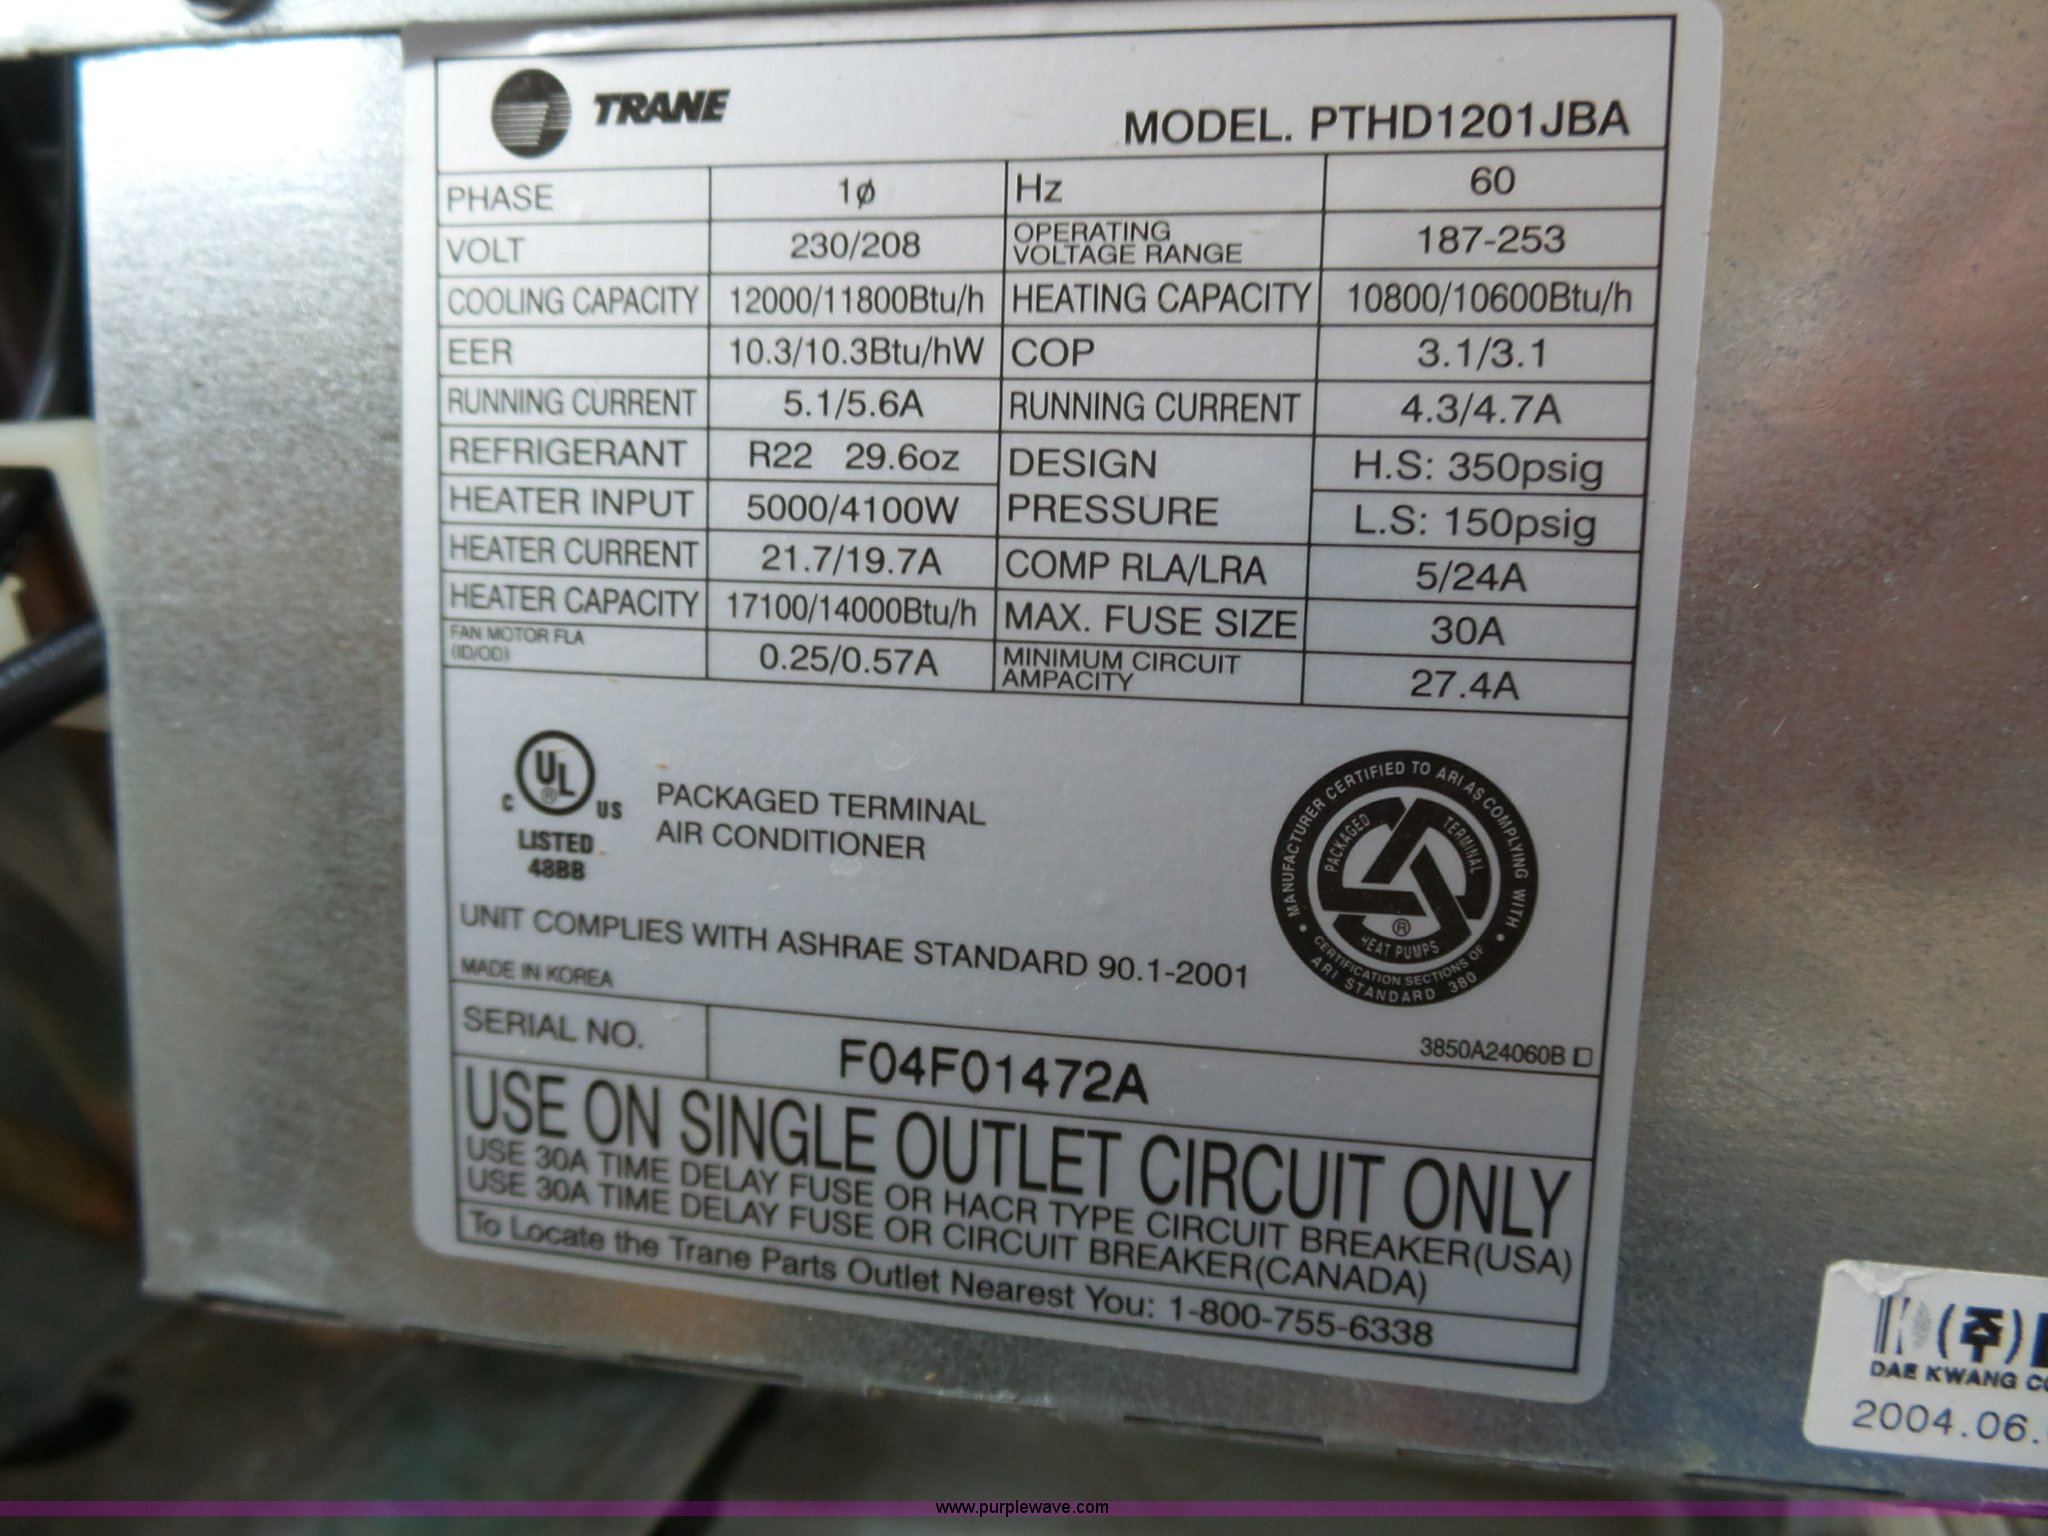 TRANE
MODEL. PTHD1201JBA
PHASE 1ø Hz 60
VOLT 230/208 OPERATING VOLTAGE RANGE 187-253
COOLING CAPACITY 12000/11800Btu/h HEATING CAPACITY 10800/10600Btu/h
EER 10.3/10.3Btu/hW COP 3.1/3.1
RUNNING CURRENT 5.1/5.6A RUNNING CURRENT 4.3/4.7A
REFRIGERANT R22 29.6oz DESIGN PRESSURE H.S: 350psig
HEATER INPUT 5000/4100W L.S: 150psig
HEATER CURRENT 21.7/19.7A COMP RLA/LRA 5/24A
HEATER CAPACITY 17100/14000Btu/h MAX. FUSE SIZE 30A
FAN MOTOR FLA (ID/OD) 0.25/0.57A MINIMUM CIRCUIT AMPACITY 27.4A
UL ®
C US
LISTED
48BB
PACKAGED TERMINAL
AIR CONDITIONER
MANUFACTURER CERTIFIED TO ARI AS COMPLYING WITH
PACKAGED TERMINAL
®
HEAT PUMPS
CERTIFICATION SECTIONS OF
ARI STANDARD 380
UNIT COMPLIES WITH ASHRAE STANDARD 90.1-2001
MADE IN KOREA
3850A24060B
SERIAL NO. F04F01472A
USE ON SINGLE OUTLET CIRCUIT ONLY
USE 30A TIME DELAY FUSE OR HACR TYPE CIRCUIT BREAKER(USA)
USE 30A TIME DELAY FUSE OR CIRCUIT BREAKER(CANADA)
To Locate the Trane Parts Outlet Nearest You: 1-800-755-6338
(주)
DAE KWANG
2004.06.
www.purplewave.com